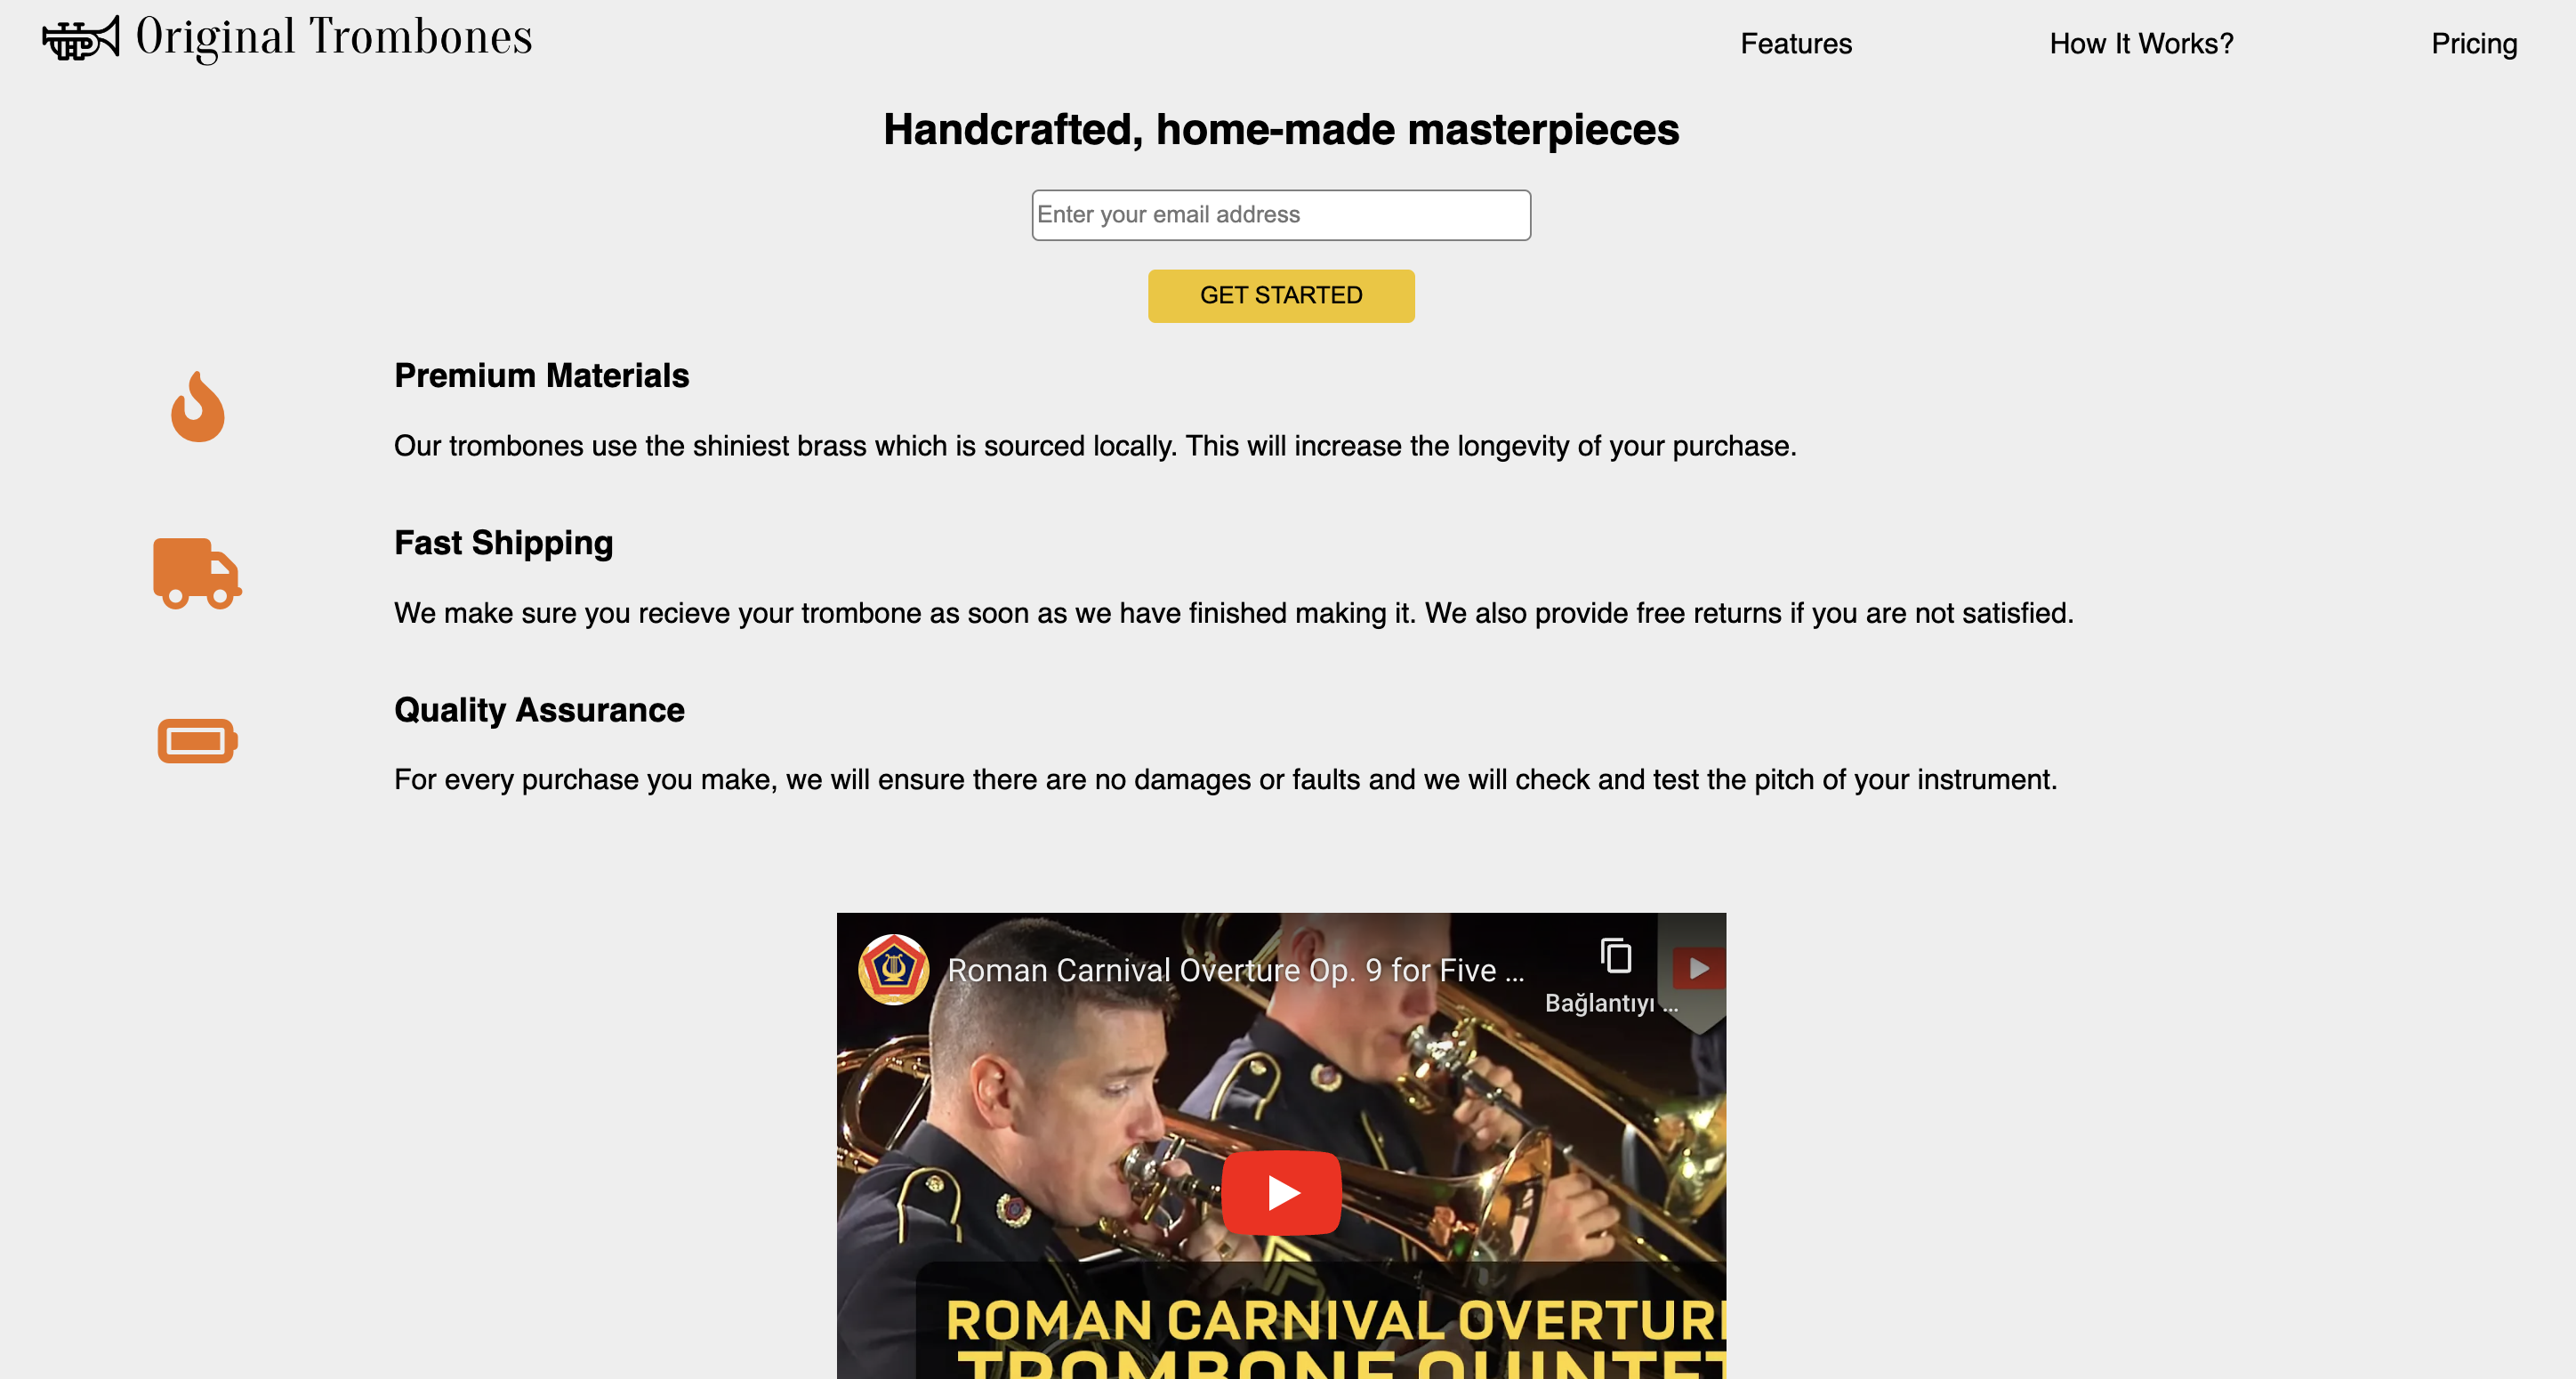 Original Trombones
Features
How It Works?
Pricing
Handcrafted, home-made masterpieces
Enter your email address
GET STARTED
Premium Materials
Our trombones use the shiniest brass which is sourced locally. This will increase the longevity of your purchase.
Fast Shipping
We make sure you recieve your trombone as soon as we have finished making it. We also provide free returns if you are not satisfied.
Quality Assurance
For every purchase you make, we will ensure there are no damages or faults and we will check and test the pitch of your instrument.
Roman Carnival Overture Op. 9 for Five ...
Bağlantıyı ...
ROMAN CARNIVAL OVERTURE
TROMBONE QUINTET